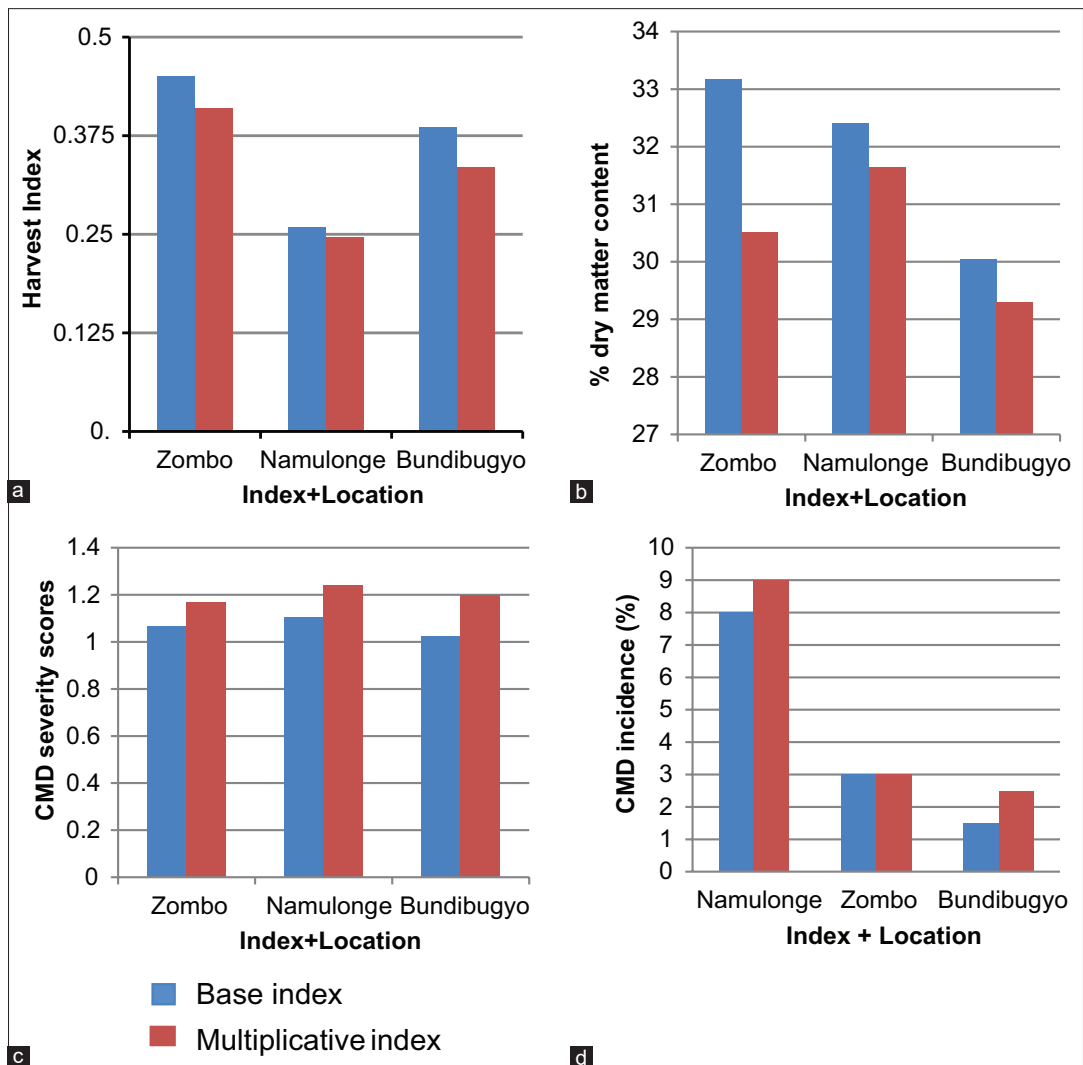 Harvest Index
0.5
0.375
0.25
0.125
0.
Zombo Namulonge Bundibugyo
Index+Location
a
% dry matter content
34
33
32
31
30
29
28
27
Zombo Namulonge Bundibugyo
Index+Location
b
CMD severity scores
1.4
1.2
1
0.8
0.6
0.4
0.2
0
Zombo Namulonge Bundibugyo
Index+Location
Base index
Multiplicative index
c
CMD incidence (%)
10
9
8
7
6
5
4
3
2
1
0
Namulonge Zombo Bundibugyo
Index + Location
d